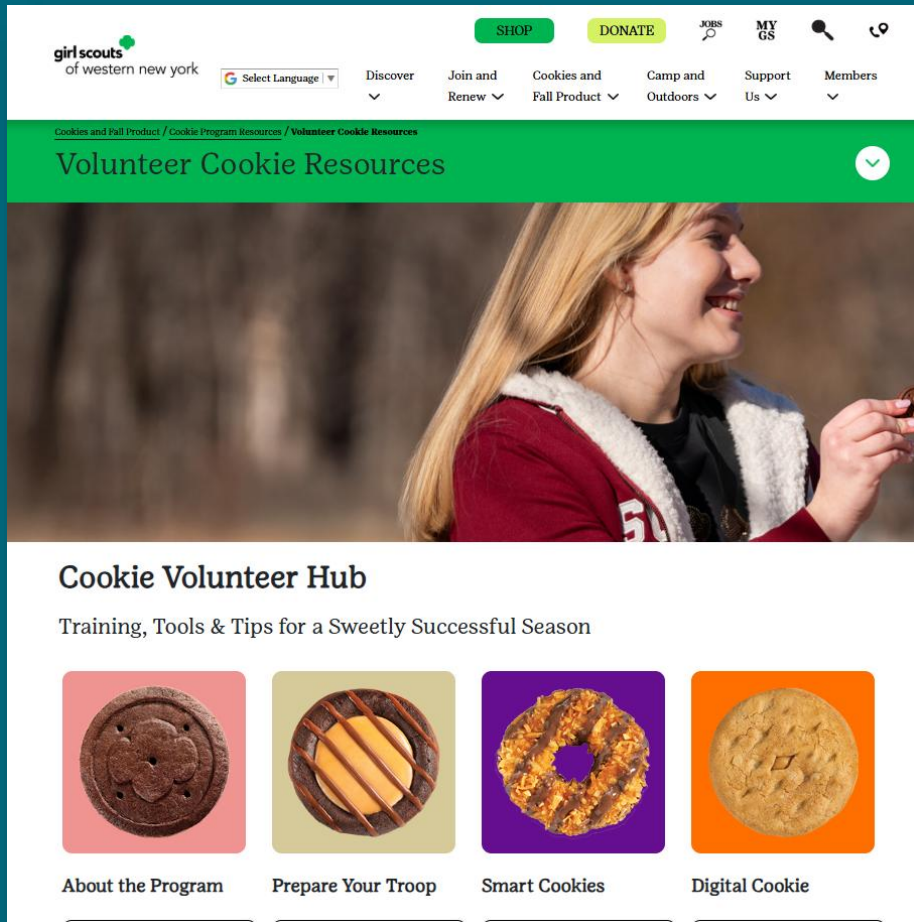 SHOP
DONATE
JOBS
MY
GS
girl scouts
of western new york
Select Language
Discover
Join and
Renew
Cookies and
Fall Product
Camp and
Outdoors
Support
Us
Members
Cookies and Fall Product / Cookie Program Resources / Volunteer Cookie Resources
Volunteer Cookie Resources
Cookie Volunteer Hub
Training, Tools & Tips for a Sweetly Successful Season
About the Program
Prepare Your Troop
Smart Cookies
Digital Cookie